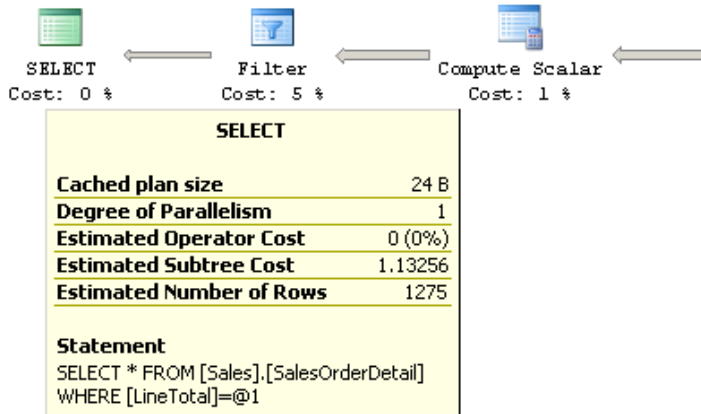 SELECT Filter Compute Scalar
Cost: 0 % Cost: 5 % Cost: 1 %
SELECT
Cached plan size 24 B
Degree of Parallelism 1
Estimated Operator Cost 0 (0%)
Estimated Subtree Cost 1.13256
Estimated Number of Rows 1275
Statement
SELECT * FROM [Sales].[SalesOrderDetail]
WHERE [LineTotal]=@1